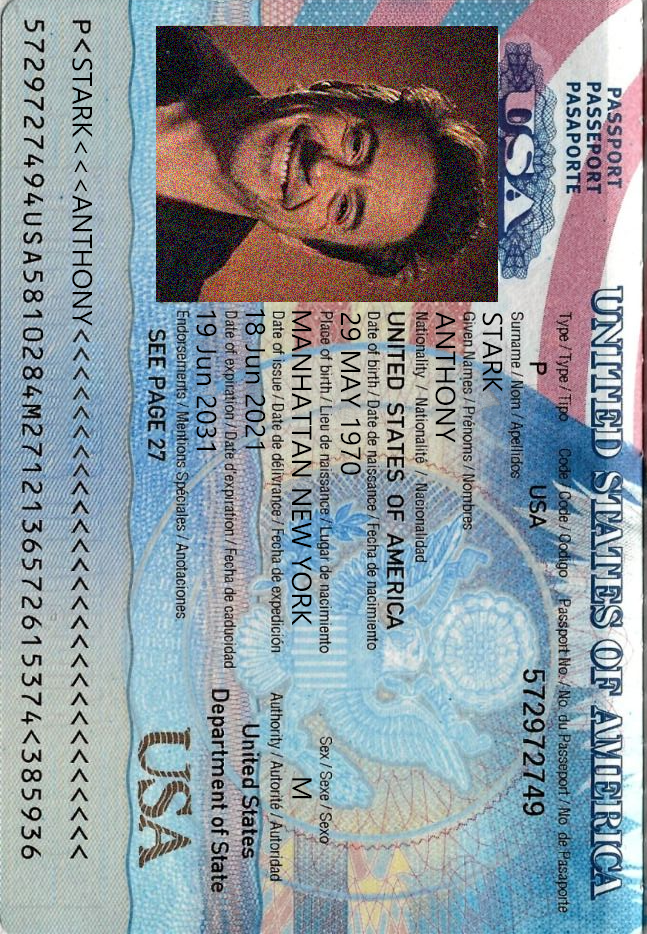 UNITED STATES OF AMERICA
PASSPORT
PASSEPORT
PASAPORTE
USA
Type / Type / Tipo Code / Code / Codigo Passport No. / No. du Passeport / No. de Pasaporte
P USA 572972749
Surname / Nom / Apellidos
STARK
Given Names / Prénoms / Nombres
ANTHONY
Nationality / Nationalité / Nacionalidad
UNITED STATES OF AMERICA
Date of birth / Date de naissance / Fecha de nacimiento
29 MAY 1970
Place of birth / Lieu de naissance / Lugar de nacimiento Sex / Sexe / Sexo
MANHATTAN NEW YORK M
Date of issue / Date de délivrance / Fecha de expedición Authority / Autorité / Autoridad
18 Jun 2021 United States
Date of expiration / Date d'expiration / Fecha de caducidad Department of State
19 Jun 2031
Endorsements / Mentions Spéciales / Anotaciones
SEE PAGE 27
USA
P<STARK<<<ANTHONY<<<<<<<<<<<<<<<<<<<<<<<<<<<
5729727494USA5810284M2712136572615374<385936